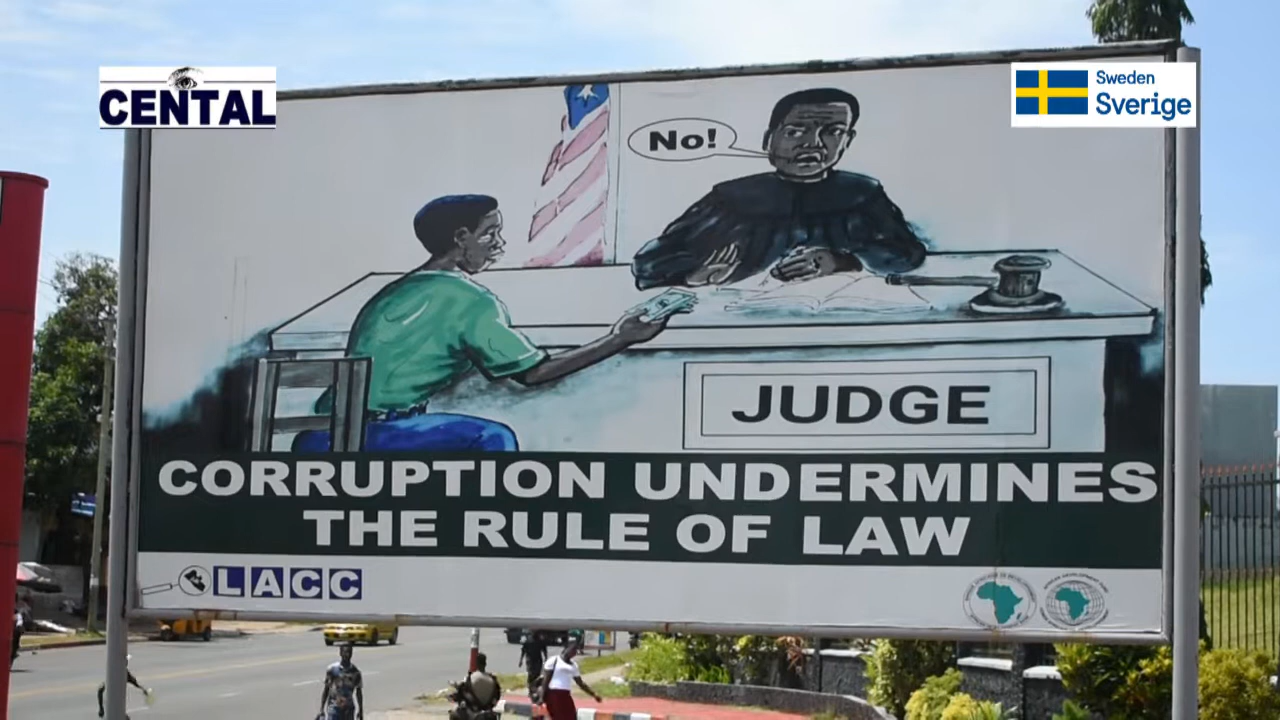 CENTAL
Sweden
Sverige
No!
JUDGE
CORRUPTION UNDERMINES
THE RULE OF LAW
LACC